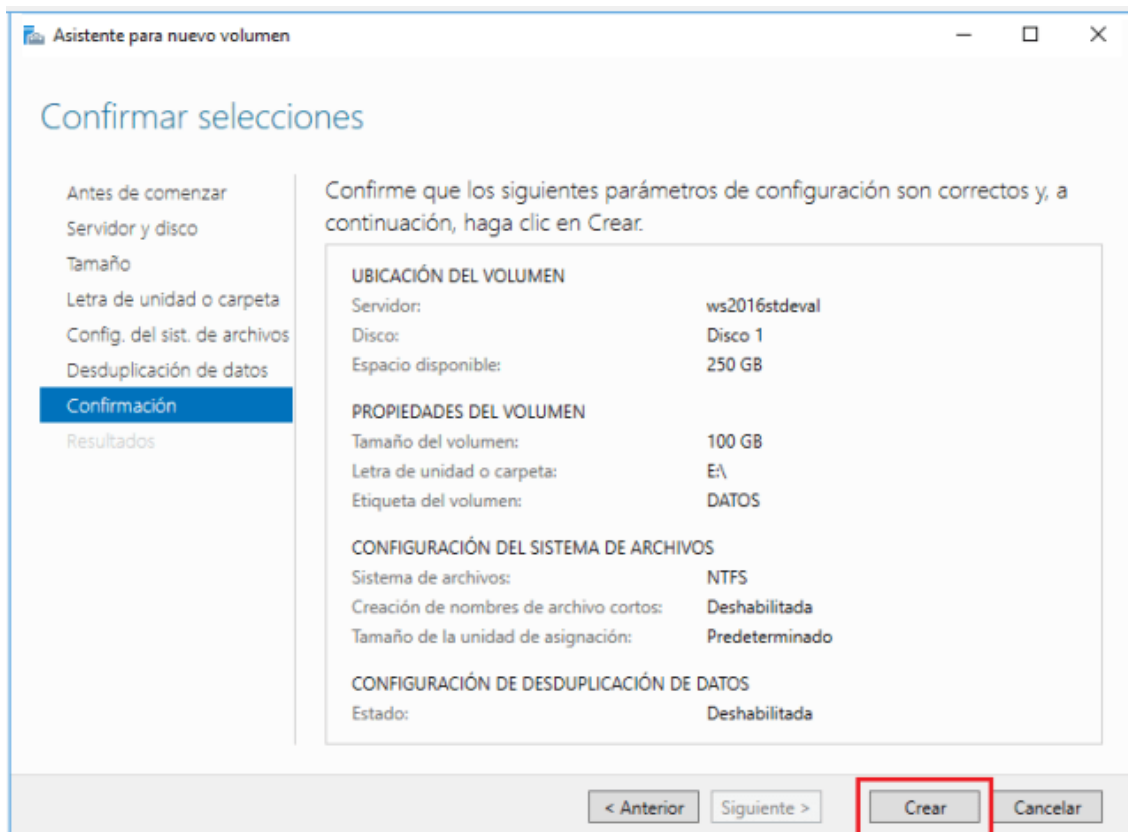 Asistente para nuevo volumen
Confirmar selecciones
Antes de comenzar
Servidor y disco
Tamaño
Letra de unidad o carpeta
Config. del sist. de archivos
Desduplicación de datos
Confirmación
Resultados
Confirme que los siguientes parámetros de configuración son correctos y, a
continuación, haga clic en Crear.
UBICACIÓN DEL VOLUMEN
Servidor: ws2016stdeval
Disco: Disco 1
Espacio disponible: 250 GB
PROPIEDADES DEL VOLUMEN
Tamaño del volumen: 100 GB
Letra de unidad o carpeta: E:\
Etiqueta del volumen: DATOS
CONFIGURACIÓN DEL SISTEMA DE ARCHIVOS
Sistema de archivos: NTFS
Creación de nombres de archivo cortos: Deshabilitada
Tamaño de la unidad de asignación: Predeterminado
CONFIGURACIÓN DE DESDUPLICACIÓN DE DATOS
Estado: Deshabilitada
< Anterior Siguiente > Crear Cancelar